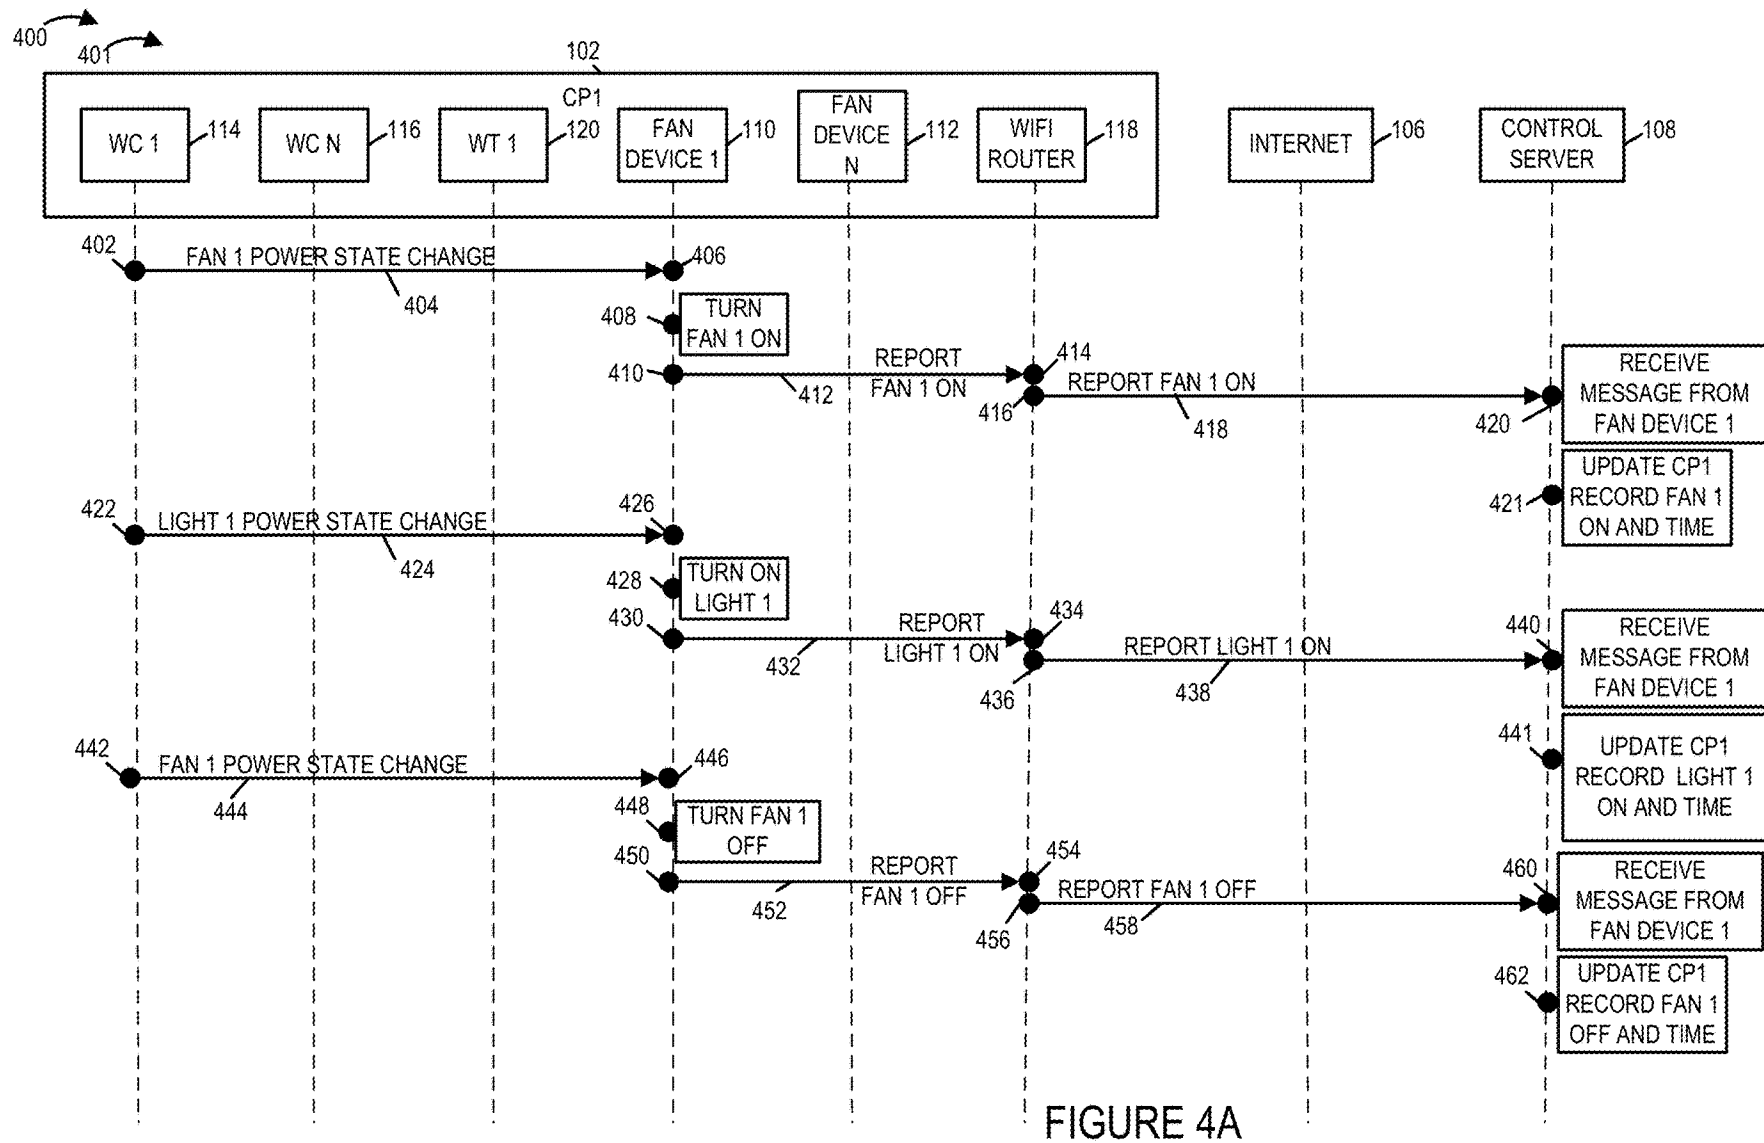 400
401
102
CP1
WC 1
114
WC N
116
WT 1
120
FAN
DEVICE 1
110
FAN
DEVICE
N
112
WIFI
ROUTER
118
INTERNET
106
CONTROL
SERVER
108
402
FAN 1 POWER STATE CHANGE
406
404
408
TURN
FAN 1 ON
410
REPORT
FAN 1 ON
412
414
416
REPORT FAN 1 ON
418
420
RECEIVE
MESSAGE FROM
FAN DEVICE 1
421
UPDATE CP1
RECORD FAN 1
ON AND TIME
422
LIGHT 1 POWER STATE CHANGE
426
424
428
TURN ON
LIGHT 1
430
REPORT
LIGHT 1 ON
432
434
436
REPORT LIGHT 1 ON
438
440
RECEIVE
MESSAGE FROM
FAN DEVICE 1
441
UPDATE CP1
RECORD LIGHT 1
ON AND TIME
442
FAN 1 POWER STATE CHANGE
446
444
448
TURN FAN 1
OFF
450
REPORT
FAN 1 OFF
452
454
456
REPORT FAN 1 OFF
458
460
RECEIVE
MESSAGE FROM
FAN DEVICE 1
462
UPDATE CP1
RECORD FAN 1
OFF AND TIME
FIGURE 4A